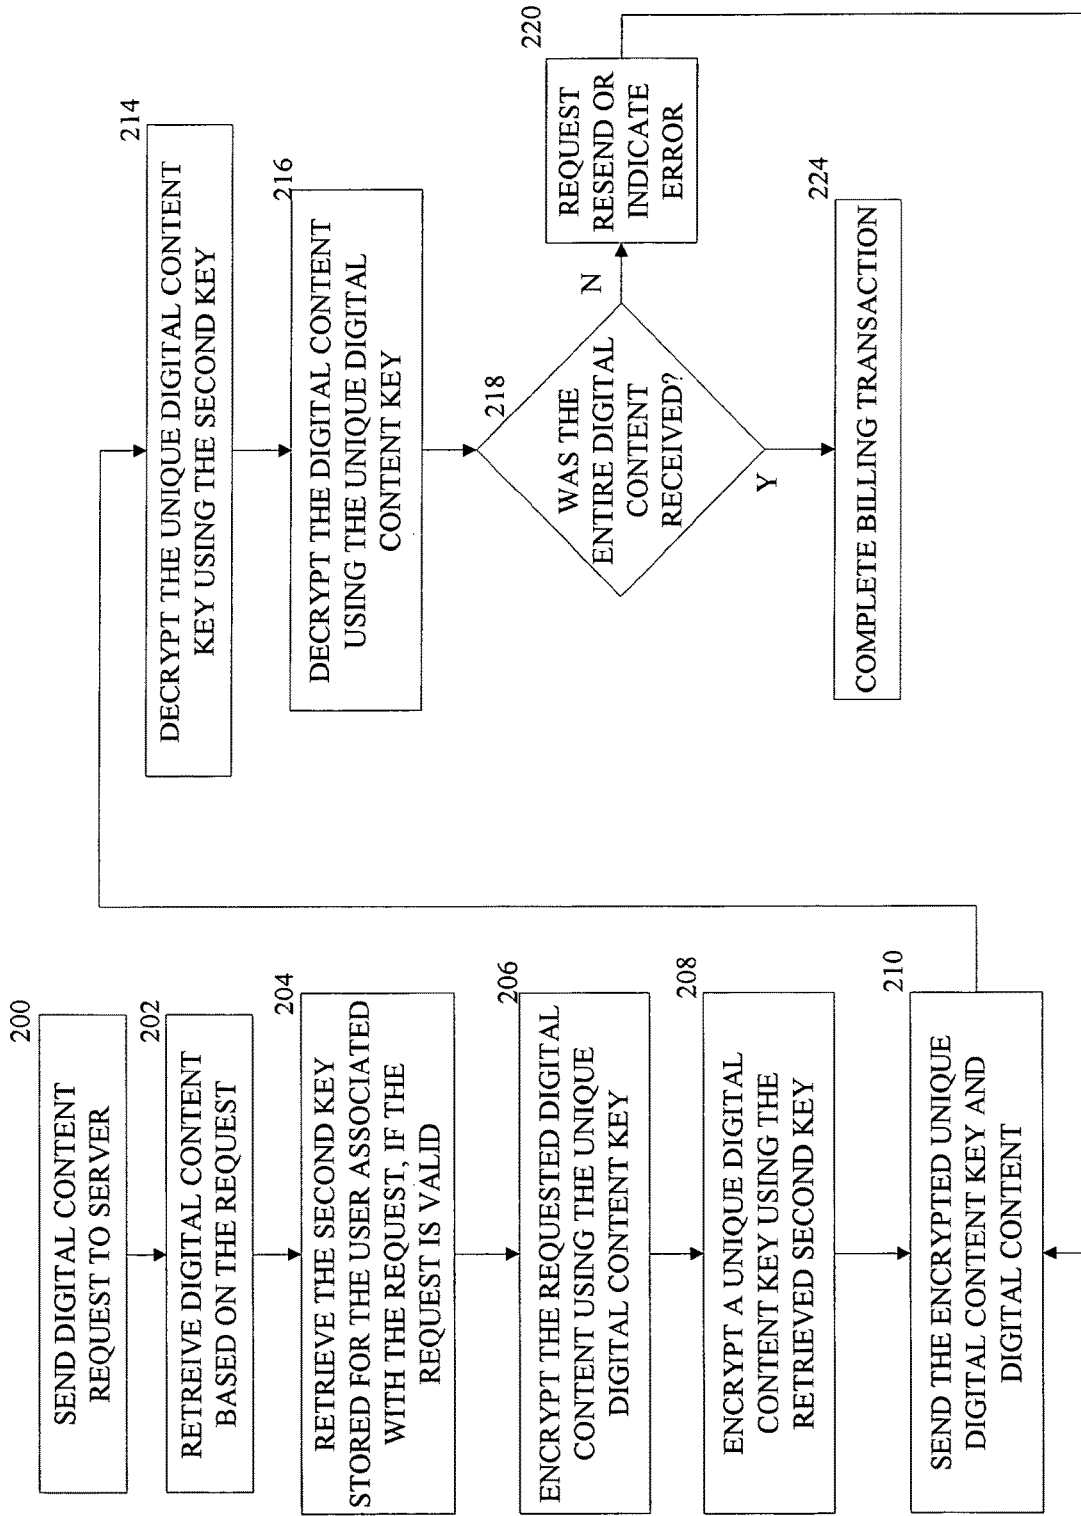 200
SEND DIGITAL CONTENT
REQUEST TO SERVER
202
RETREIVE DIGITAL CONTENT
BASED ON THE REQUEST
204
RETRIEVE THE SECOND KEY
STORED FOR THE USER ASSOCIATED
WITH THE REQUEST, IF THE
REQUEST IS VALID
206
ENCRYPT THE REQUESTED DIGITAL
CONTENT USING THE UNIQUE
DIGITAL CONTENT KEY
208
ENCRYPT A UNIQUE DIGITAL
CONTENT KEY USING THE
RETRIEVED SECOND KEY
210
SEND THE ENCRYPTED UNIQUE
DIGITAL CONTENT KEY AND
DIGITAL CONTENT
214
DECRYPT THE UNIQUE DIGITAL CONTENT
KEY USING THE SECOND KEY
216
DECRYPT THE DIGITAL CONTENT
USING THE UNIQUE DIGITAL
CONTENT KEY
218
WAS THE
ENTIRE DIGITAL
CONTENT
RECEIVED?
N
Y
220
REQUEST
RESEND OR
INDICATE
ERROR
224
COMPLETE BILLING TRANSACTION